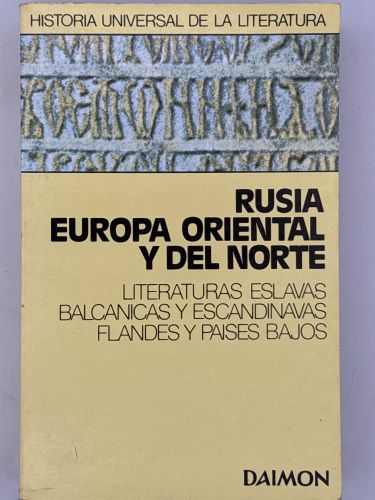 HISTORIA UNIVERSAL DE LA LITERATURA
RUSIA
EUROPA ORIENTAL
Y DEL NORTE
LITERATURAS ESLAVAS
BALCANICAS Y ESCANDINAVAS
FLANDES Y PAISES BAJOS
DAIMON